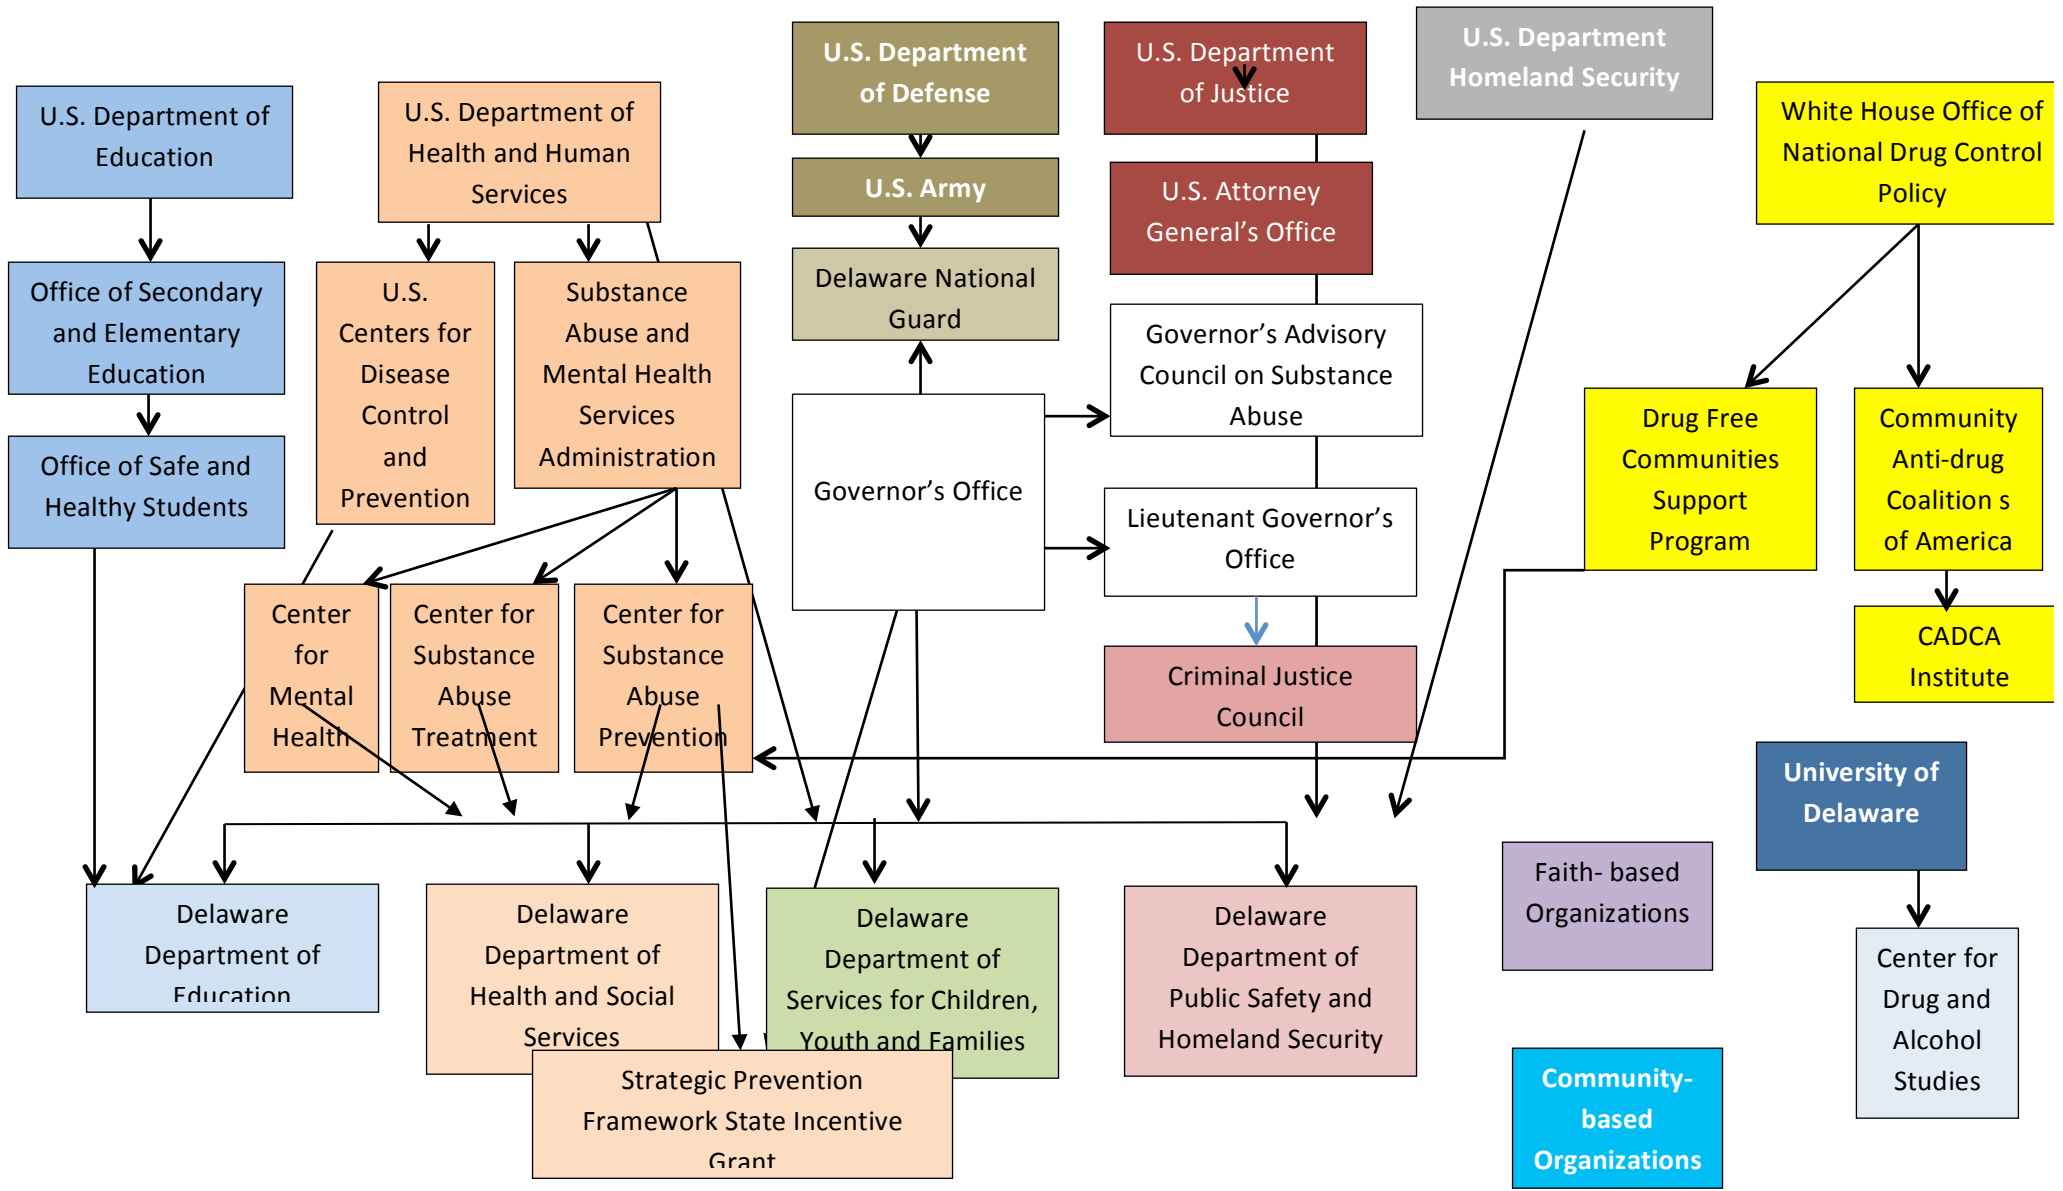 U.S. Department of
Education
U.S. Department of
Health and Human
Services
U.S. Department
of Defense
U.S. Department
of Justice
U.S. Department
Homeland Security
White House Office of
National Drug Control
Policy
U.S. Army
U.S. Attorney
General’s Office
Office of Secondary
and Elementary
Education
U.S.
Centers for
Disease
Control
and
Prevention
Substance
Abuse and
Mental Health
Services
Administration
Delaware National
Guard
Governor’s Advisory
Council on Substance
Abuse
Office of Safe and
Healthy Students
Governor’s Office
Lieutenant Governor’s
Office
Drug Free
Communities
Support
Program
Community
Anti-drug
Coalition s
of America
Center
for
Mental
Health
Center for
Substance
Abuse
Treatment
Center for
Substance
Abuse
Prevention
Criminal Justice
Council
CADCA
Institute
University of
Delaware
Delaware
Department of
Education
Delaware
Department of
Health and Social
Services
Delaware
Department of
Services for Children,
Youth and Families
Delaware
Department of
Public Safety and
Homeland Security
Faith- based
Organizations
Center for
Drug and
Alcohol
Studies
Strategic Prevention
Framework State Incentive
Grant
Community-
based
Organizations